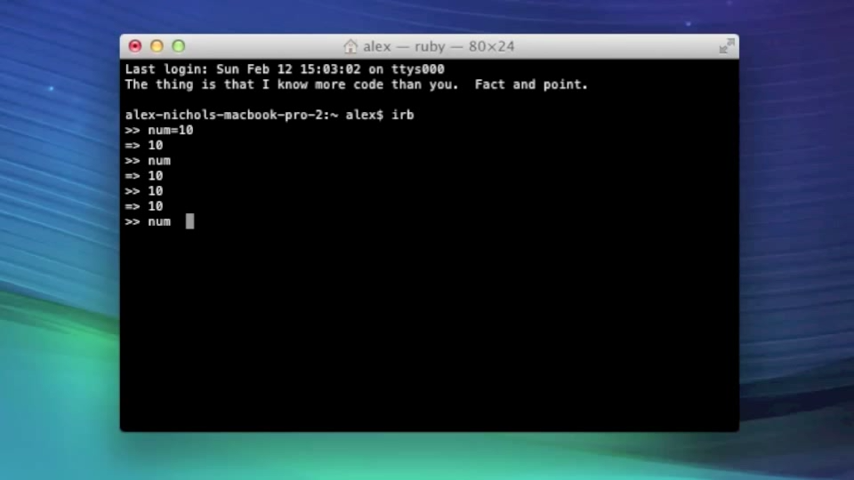 alex — ruby — 80×24
Last login: Sun Feb 12 15:03:02 on ttys000
The thing is that I know more code than you.  Fact and point.
alex-nichols-macbook-pro-2:~ alex$ irb
>> num=10
=> 10
>> num
=> 10
>> 10
=> 10
>> num